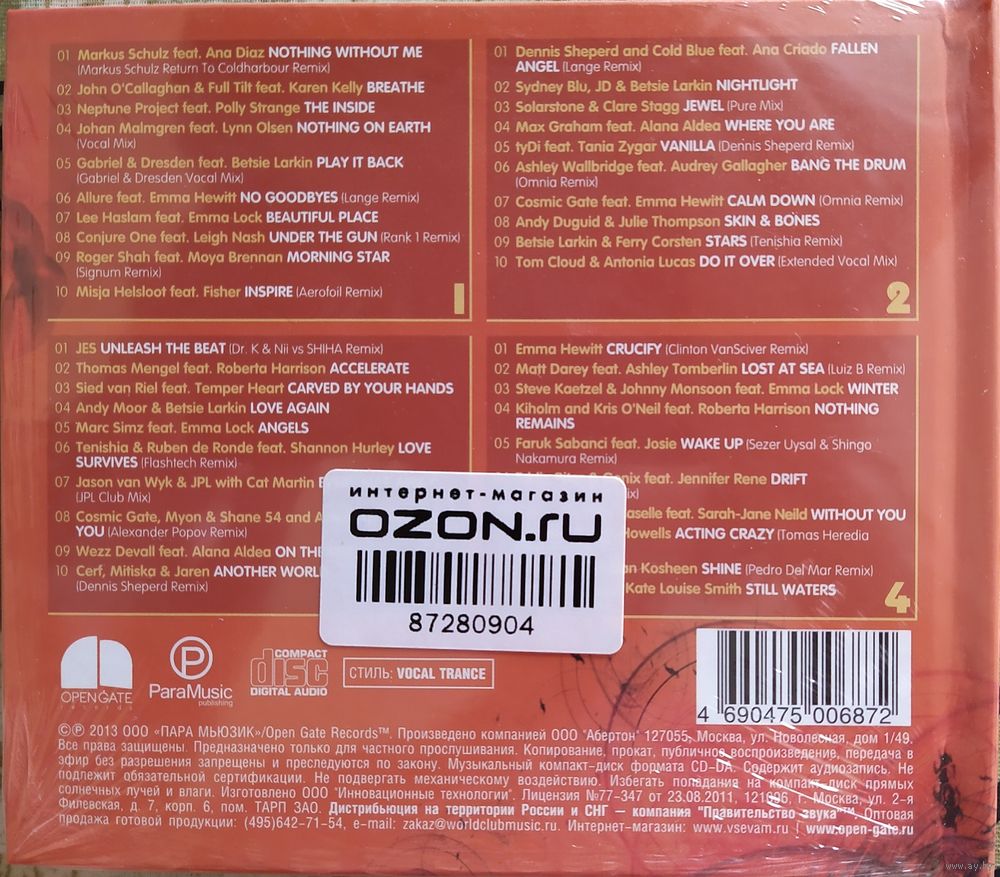 01 Markus Schulz feat. Ana Diaz NOTHING WITHOUT ME
(Markus Schulz Return To Coldharbour Remix)
02 John O'Callaghan & Full Tilt feat. Karen Kelly BREATHE
03 Neptune Project feat. Polly Strange THE INSIDE
04 Johan Malmgren feat. Lynn Olsen NOTHING ON EARTH
(Vocal Mix)
05 Gabriel & Dresden feat. Betsie Larkin PLAY IT BACK
(Gabriel & Dresden Vocal Mix)
06 Allure feat. Emma Hewitt NO GOODBYES (Lange Remix)
07 Lee Haslam feat. Emma Lock BEAUTIFUL PLACE
08 Conjure One feat. Leigh Nash UNDER THE GUN (Rank 1 Remix)
09 Roger Shah feat. Moya Brennan MORNING STAR
(Signum Remix)
10 Misja Helsloot feat. Fisher INSPIRE (Aerofoil Remix)
1
01 Dennis Sheperd and Cold Blue feat. Ana Criado FALLEN
ANGEL (Lange Remix)
02 Sydney Blu, JD & Betsie Larkin NIGHTLIGHT
03 Solarstone & Clare Stagg JEWEL (Pure Mix)
04 Max Graham feat. Alana Aldea WHERE YOU ARE
05 tyDi feat. Tania Zygar VANILLA (Dennis Sheperd Remix)
06 Ashley Wallbridge feat. Audrey Gallagher BANG THE DRUM
(Omnia Remix)
07 Cosmic Gate feat. Emma Hewitt CALM DOWN (Omnia Remix)
08 Andy Duguid & Julie Thompson SKIN & BONES
09 Betsie Larkin & Ferry Corsten STARS (Tenishia Remix)
10 Tom Cloud & Antonia Lucas DO IT OVER (Extended Vocal Mix)
2
01 JES UNLEASH THE BEAT (Dr. K & Nii vs SHIHA Remix)
02 Thomas Mengel feat. Roberta Harrison ACCELERATE
03 Sied van Riel feat. Temper Heart CARVED BY YOUR HANDS
04 Andy Moor & Betsie Larkin LOVE AGAIN
05 Marc Simz feat. Emma Lock ANGELS
06 Tenishia & Ruben de Ronde feat. Shannon Hurley LOVE
SURVIVES (Flashtech Remix)
07 Jason van Wyk & JPL with Cat Martin
(JPL Club Mix)
08 Cosmic Gate, Myon & Shane 54 and
YOU (Alexander Popov Remix)
09 Wezz Devall feat. Alana Aldea ON THE
10 Cerf, Mitiska & Jaren ANOTHER WORL
(Dennis Sheperd Remix)
01 Emma Hewitt CRUCIFY (Clinton VanSciver Remix)
02 Matt Darey feat. Ashley Tomberlin LOST AT SEA (Luiz B Remix)
03 Steve Kaetzel & Johnny Monsoon feat. Emma Lock WINTER
04 Kiholm and Kris O'Neil feat. Roberta Harrison NOTHING
REMAINS
05 Faruk Sabanci feat. Josie WAKE UP (Sezer Uysal & Shingo
Nakamura Remix)
feat. Jennifer Rene DRIFT
aselle feat. Sarah-Jane Neild WITHOUT YOU
Howells ACTING CRAZY (Tomas Heredia
an Kosheen SHINE (Pedro Del Mar Remix)
Kate Louise Smith STILL WATERS
4
интернет-магазин
OZON.ru
87280904
OPEN GATE
records
ParaMusic
publishing
COMPACT
disc
DIGITAL AUDIO
СТИЛЬ: VOCAL TRANCE
4 690475 006872
©℗ 2013 ООО «ПАРА МЬЮЗИК»/Open Gate Records™. Произведено компанией ООО "Абертон" 127055, Москва, ул. Новолесная, дом 1/49.
Все права защищены. Предназначено только для частного прослушивания. Копирование, прокат, публичное воспроизведение, передача в
эфир без разрешения запрещены и преследуются по закону. Музыкальный компакт-диск формата CD-DA. Содержит аудиозапись. Не
подлежит обязательной сертификации. Не подвергать механическому воздействию. Избегать попадания на компакт диск прямых
солнечных лучей и влаги. Изготовлено ООО "Инновационные технологии". Лицензия №77-347 от 23.08.2011, 121096, г. Москва, ул. 2-я
Филевская, д. 7, корп. 6, пом. ТАРП ЗАО. Дистрибьюция на территории России и СНГ — компания "Правительство звука"™. Оптовая
продажа готовой продукции: (495)642-71-54, e-mail: zakaz@worldclubmusic.ru. Интернет-магазин: www.vsevam.ru | www.open-gate.ru